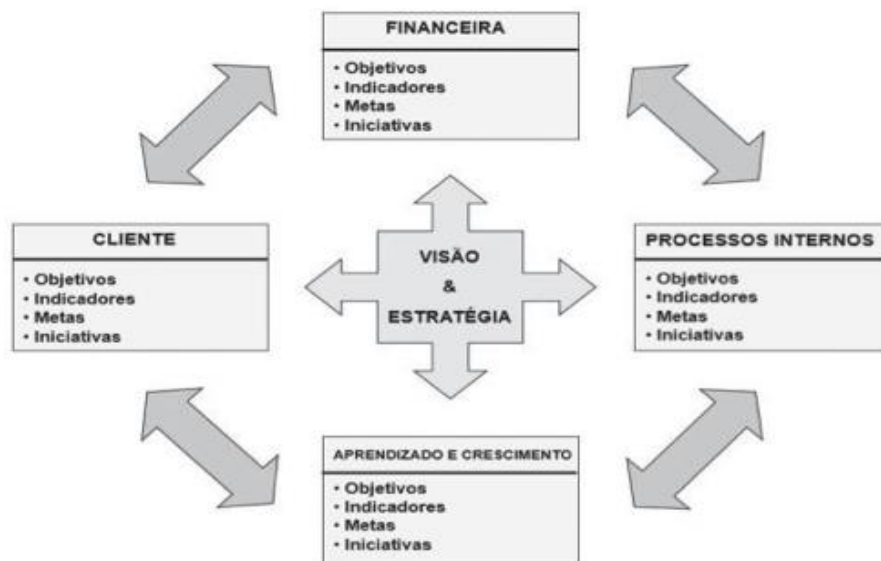 FINANCEIRA
• Objetivos
• Indicadores
• Metas
• Iniciativas
CLIENTE
• Objetivos
• Indicadores
• Metas
• Iniciativas
VISÃO
&
ESTRATÉGIA
PROCESSOS INTERNOS
• Objetivos
• Indicadores
• Metas
• Iniciativas
APRENDIZADO E CRESCIMENTO
• Objetivos
• Indicadores
• Metas
• Iniciativas